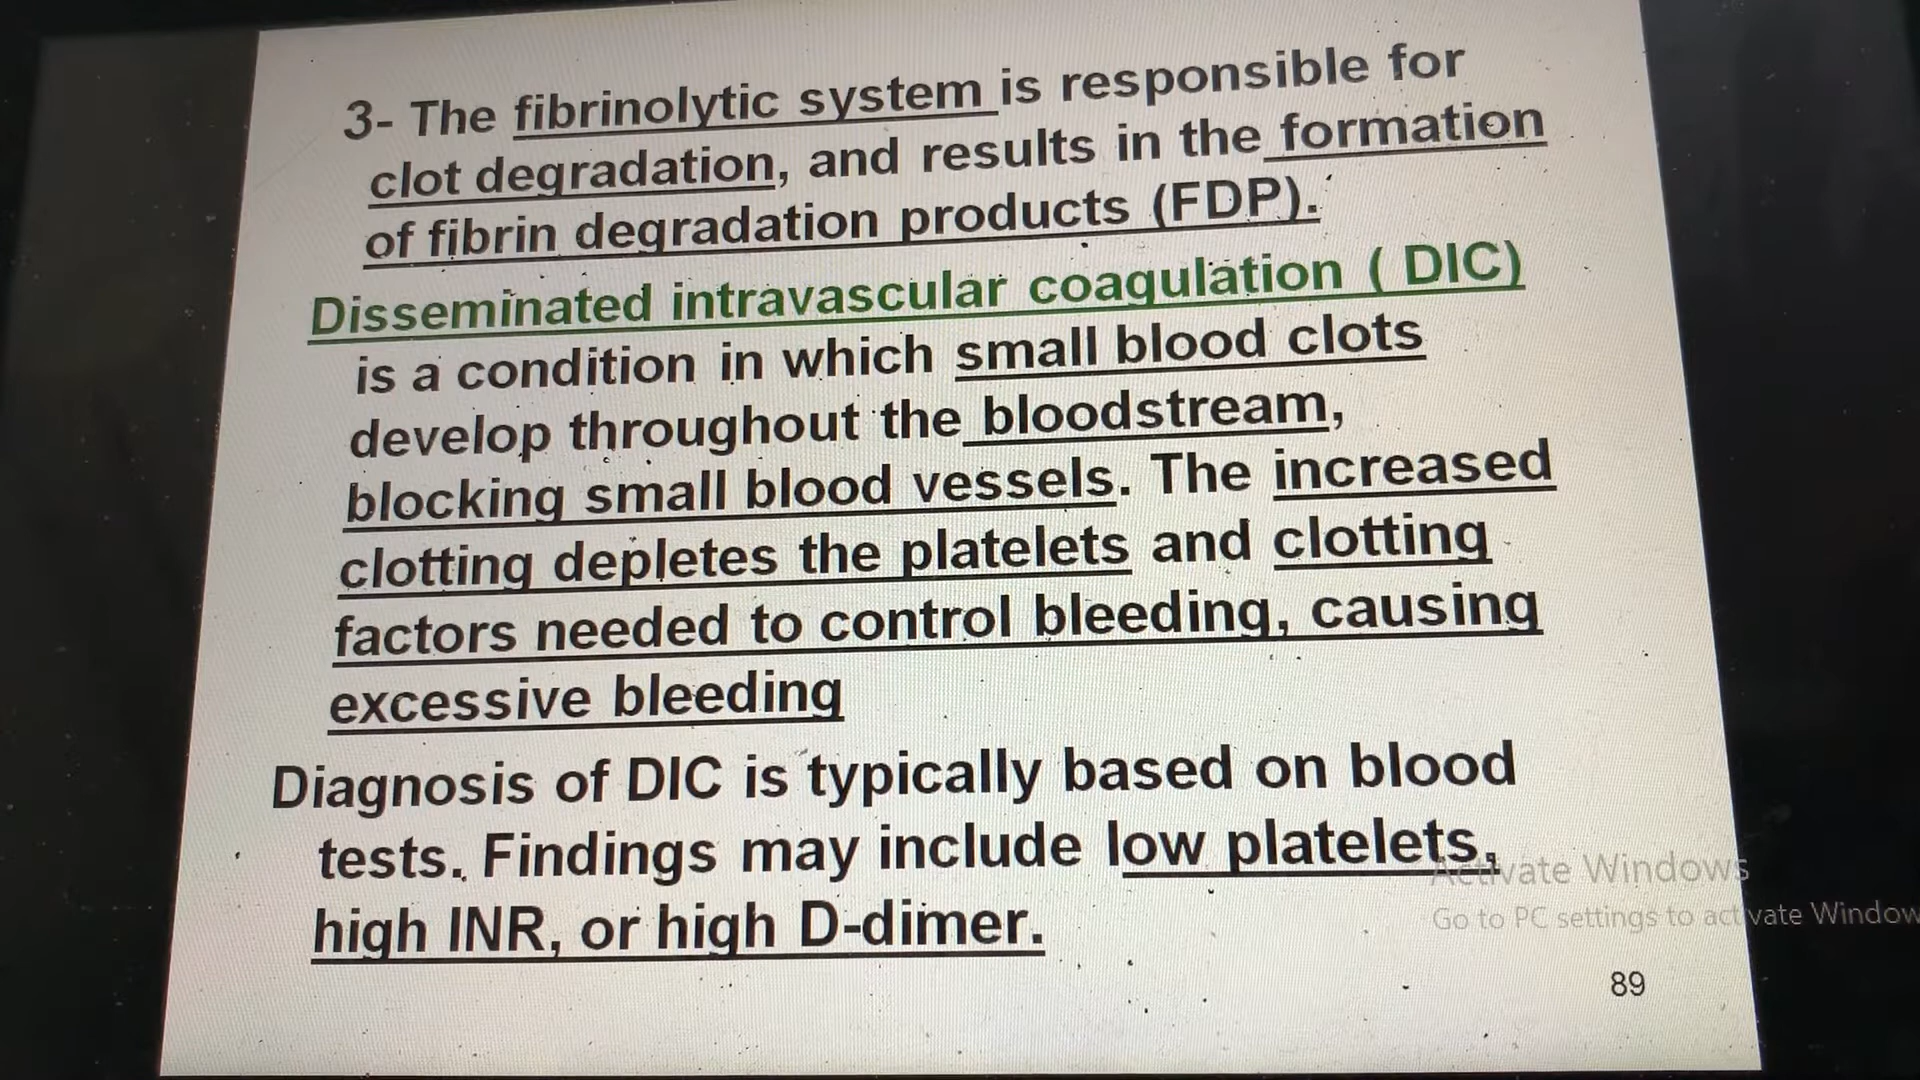 3- The fibrinolytic system is responsible for
clot degradation, and results in the formation
of fibrin degradation products (FDP).
Disseminated intravascular coagulation ( DIC)
is a condition in which small blood clots
develop throughout the bloodstream,
blocking small blood vessels. The increased
clotting depletes the platelets and clotting
factors needed to control bleeding, causing
excessive bleeding
Diagnosis of DIC is typically based on blood
tests. Findings may include low platelets,
high INR, or high D-dimer.
Activate Windows
Go to PC settings to activate Window
89